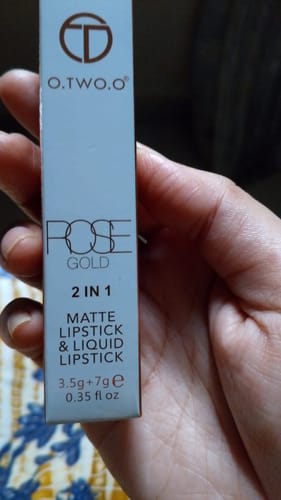 O.TWO.O®
ROSE
GOLD
2 IN 1
MATTE
LIPSTICK
& LIQUID
LIPSTICK
3.5g+7g℮
0.35 fl oz